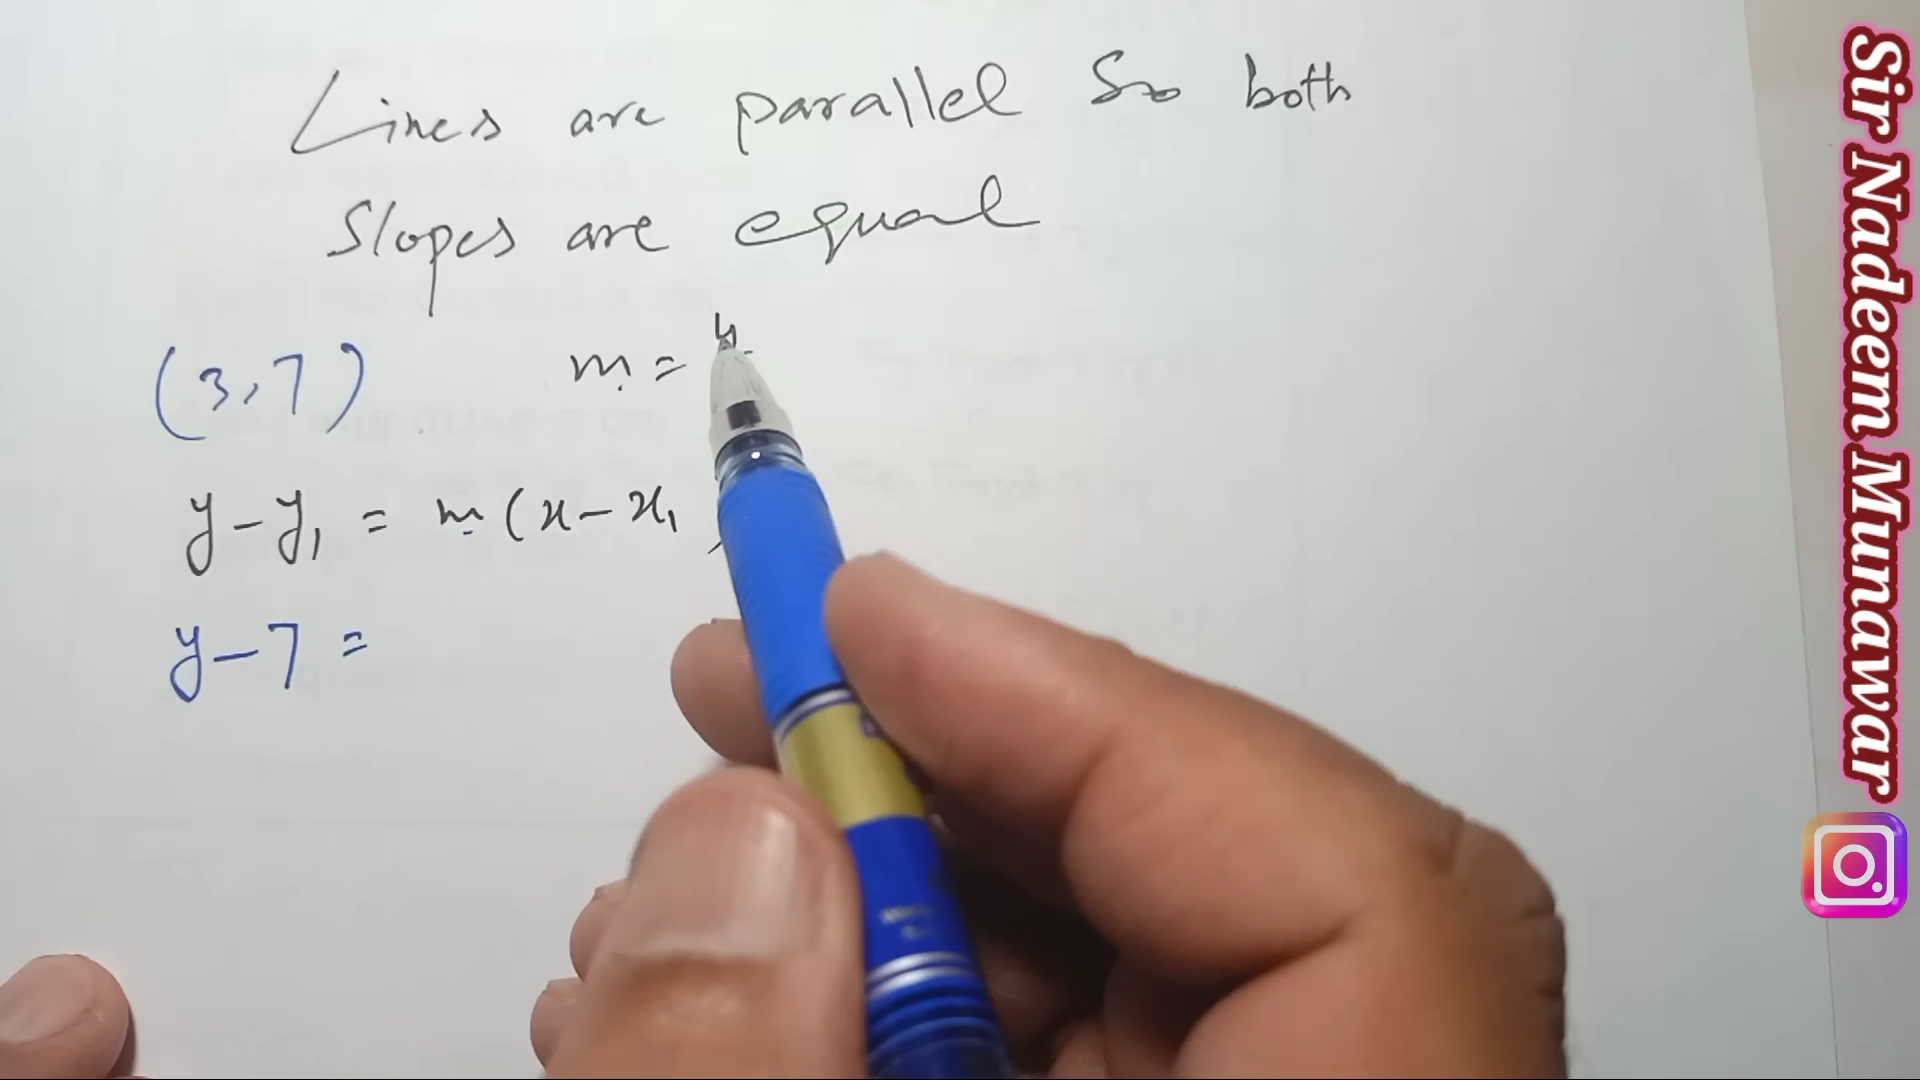 Lines are parallel So both
Slopes are equal
(3,7) m = 4
y - y₁ = m (x - x₁ )
y - 7 =
Sir Nadeem Munawar